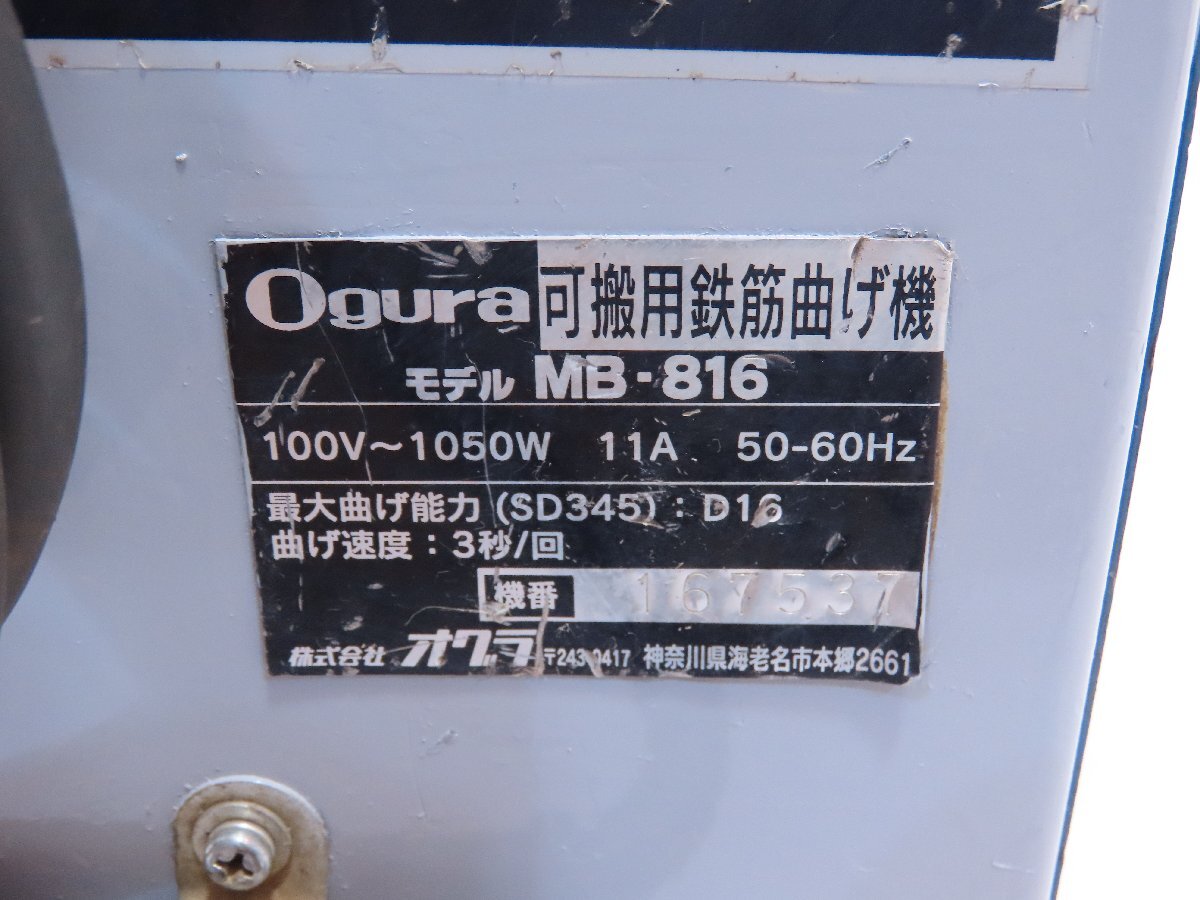 Ogura 可搬用鉄筋曲げ機
モデル MB-816
100V～1050W 11A 50-60Hz
最大曲げ能力(SD345)：D16
曲げ速度：3秒/回
機番 167537
株式会社 オグラ 〒243-0417 神奈川県海老名市本郷2661